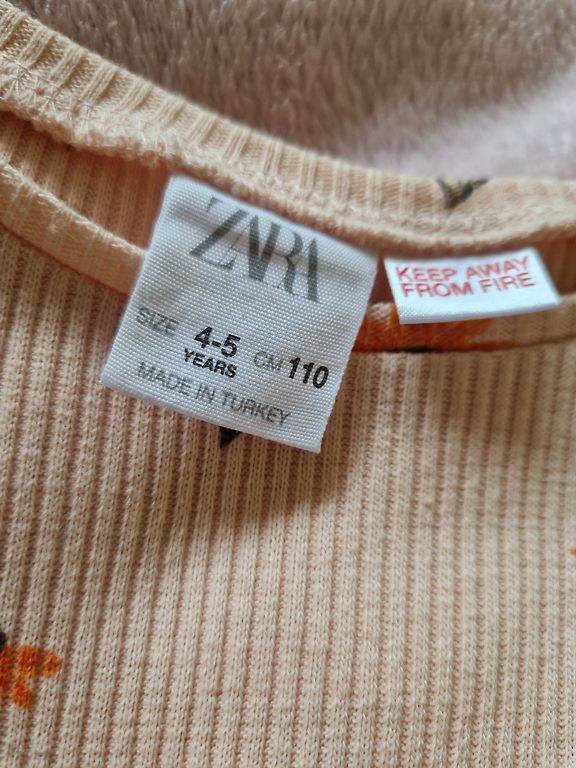 ZARA
SIZE 4-5 YEARS CM 110
MADE IN TURKEY
KEEP AWAY
FROM FIRE